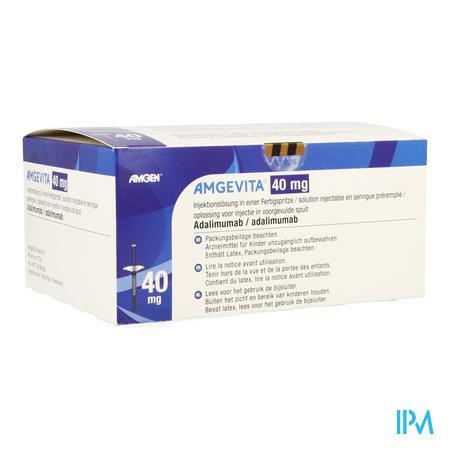 40
mg
AMGEN
AMGEVITA 40 mg
Injektionslösung in einer Fertigspritze / solution injectable en seringue préremplie /
oplossing voor injectie in voorgevulde spuit
Adalimumab / adalimumab
Packungsbeilage beachten.
Arzneimittel für Kinder unzugänglich aufbewahren.
Enthält Latex, Packungsbeilage beachten.
Lire la notice avant utilisation.
Tenir hors de la vue et de la portée des enfants.
Contient du latex, lire la notice avant utilisation.
Lees voor het gebruik de bijsluiter.
Buiten het zicht en bereik van kinderen houden.
Bevat latex, lees voor het gebruik de bijsluiter.
AMGEVITA 40 mg
Adalimumab / adalimumab
40
mg
IPM